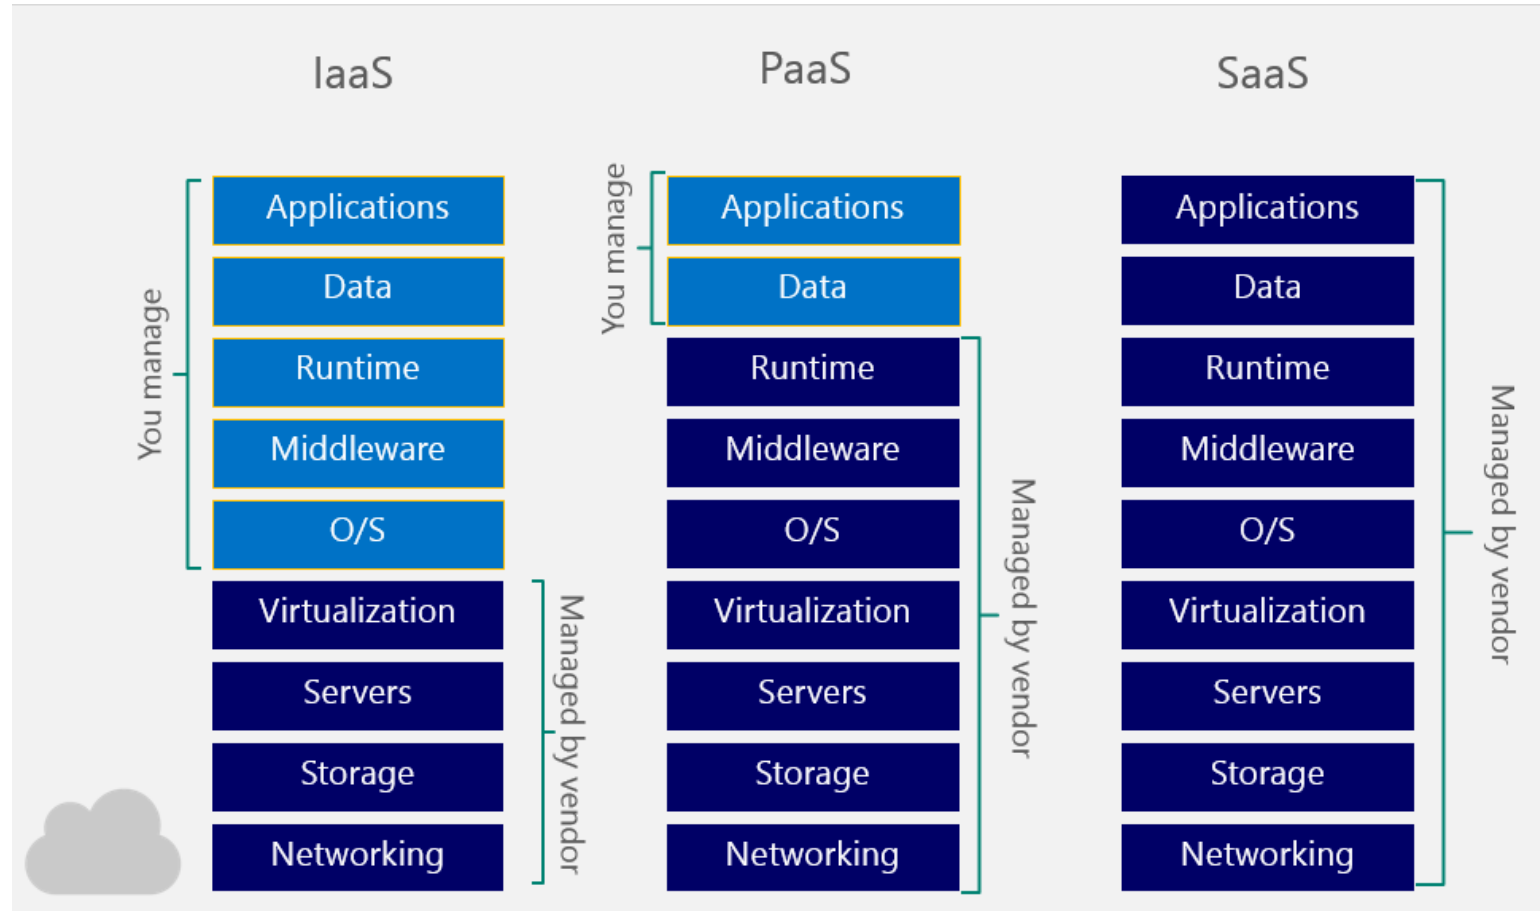 IaaS
You manage
Applications
Data
Runtime
Middleware
O/S
Virtualization
Servers
Storage
Networking
Managed by vendor
PaaS
You manage
Applications
Data
Runtime
Middleware
O/S
Virtualization
Servers
Storage
Networking
Managed by vendor
SaaS
Applications
Data
Runtime
Middleware
O/S
Virtualization
Servers
Storage
Networking
Managed by vendor